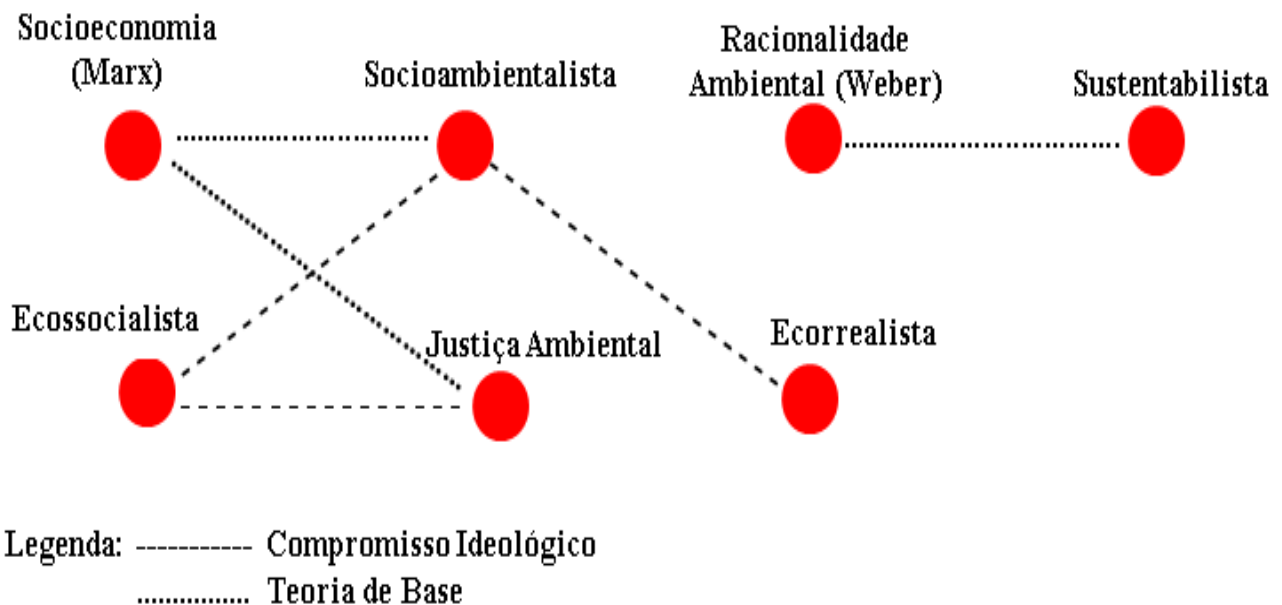 Socioeconomia
(Marx)
Socioambientalista
Racionalidade
Ambiental (Weber)
Sustentabilista
Ecossocialista
Justiça Ambiental
Ecorrealista
Legenda: ----------- Compromisso Ideológico
................ Teoria de Base